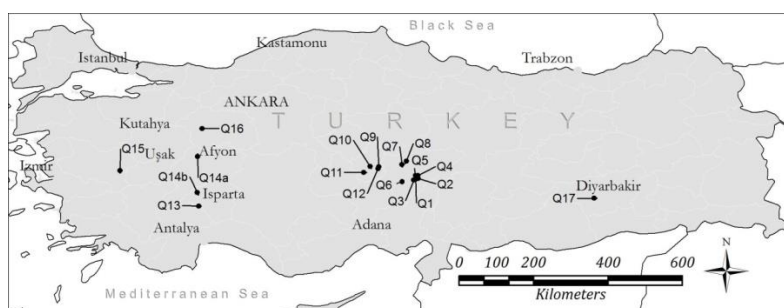 Black Sea
Kastamonu
Istanbul
Trabzon
ANKARA
TURKEY
Kutahya
Q16
Q7
Q8
Q10
Q9
Q5
Q4
Q15
Uşak
Afyon
Q11
Izmir
Q14b
Q14a
Q12
Q6
Q2
Q3
Q1
Isparta
Diyarbakir
Q17
Q13
Antalya
Adana
N
0 100 200 400 600
Kilometers
Mediterranean Sea